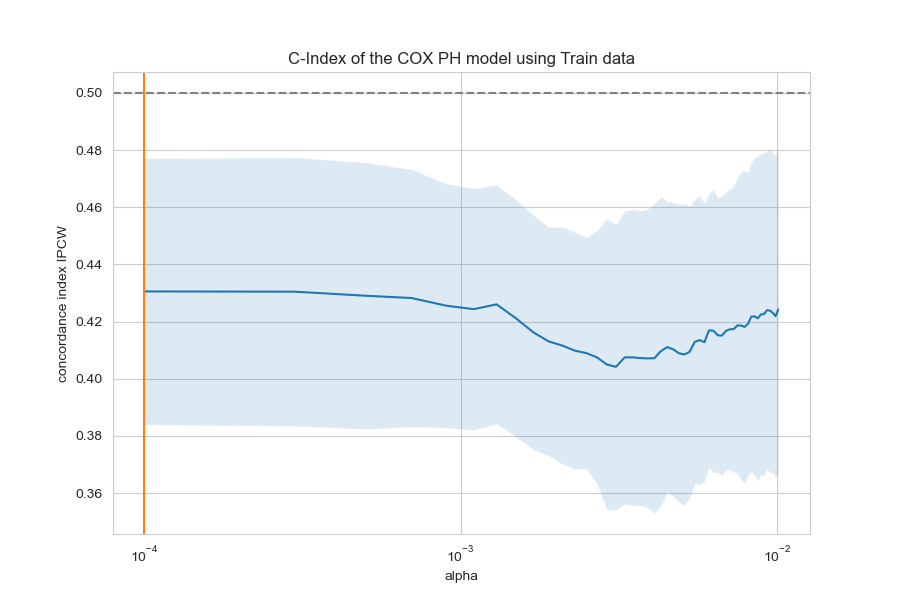 C-Index of the COX PH model using Train data
concordance index IPCW
0.50
0.48
0.46
0.44
0.42
0.40
0.38
0.36
10⁻⁴ 10⁻³ 10⁻²
alpha